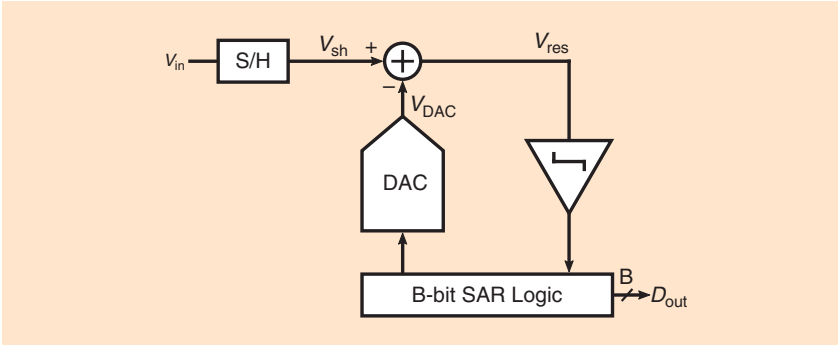 Vin
S/H
Vsh
+
−
VDAC
Vres
DAC
B-bit SAR Logic
B
Dout